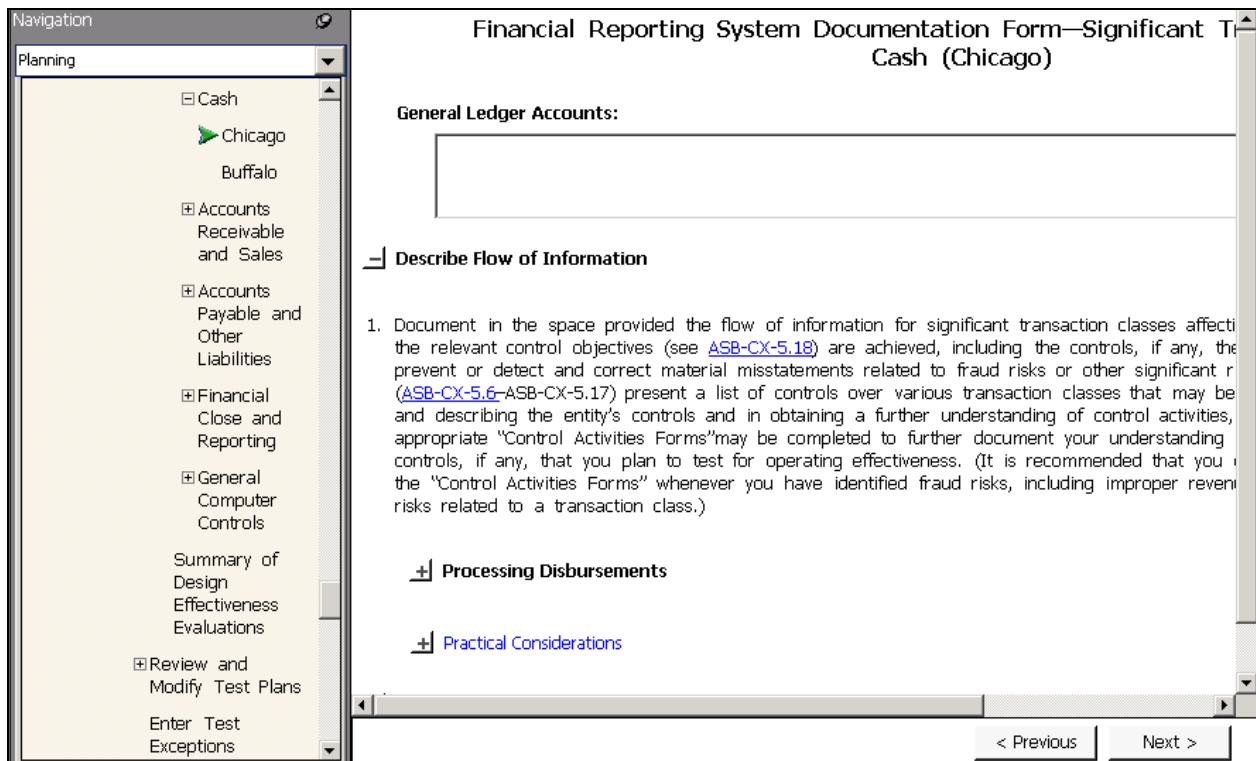 Navigation
Planning
Cash
Chicago
Buffalo
Accounts
Receivable
and Sales
Accounts
Payable and
Other
Liabilities
Financial
Close and
Reporting
General
Computer
Controls
Summary of
Design
Effectiveness
Evaluations
Review and
Modify Test Plans
Enter Test
Exceptions
Financial Reporting System Documentation Form—Significant
Cash (Chicago)
General Ledger Accounts:
Describe Flow of Information
1. Document in the space provided the flow of information for significant transaction classes affecti
the relevant control objectives (see ASB-CX-5.18) are achieved, including the controls, if any, the
prevent or detect and correct material misstatements related to fraud risks or other significant r
(ASB-CX-5.6–ASB-CX-5.17) present a list of controls over various transaction classes that may be
and describing the entity's controls and in obtaining a further understanding of control activities,
appropriate "Control Activities Forms"may be completed to further document your understanding
controls, if any, that you plan to test for operating effectiveness. (It is recommended that you
the "Control Activities Forms" whenever you have identified fraud risks, including improper reven
risks related to a transaction class.)
Processing Disbursements
Practical Considerations
< Previous
Next >